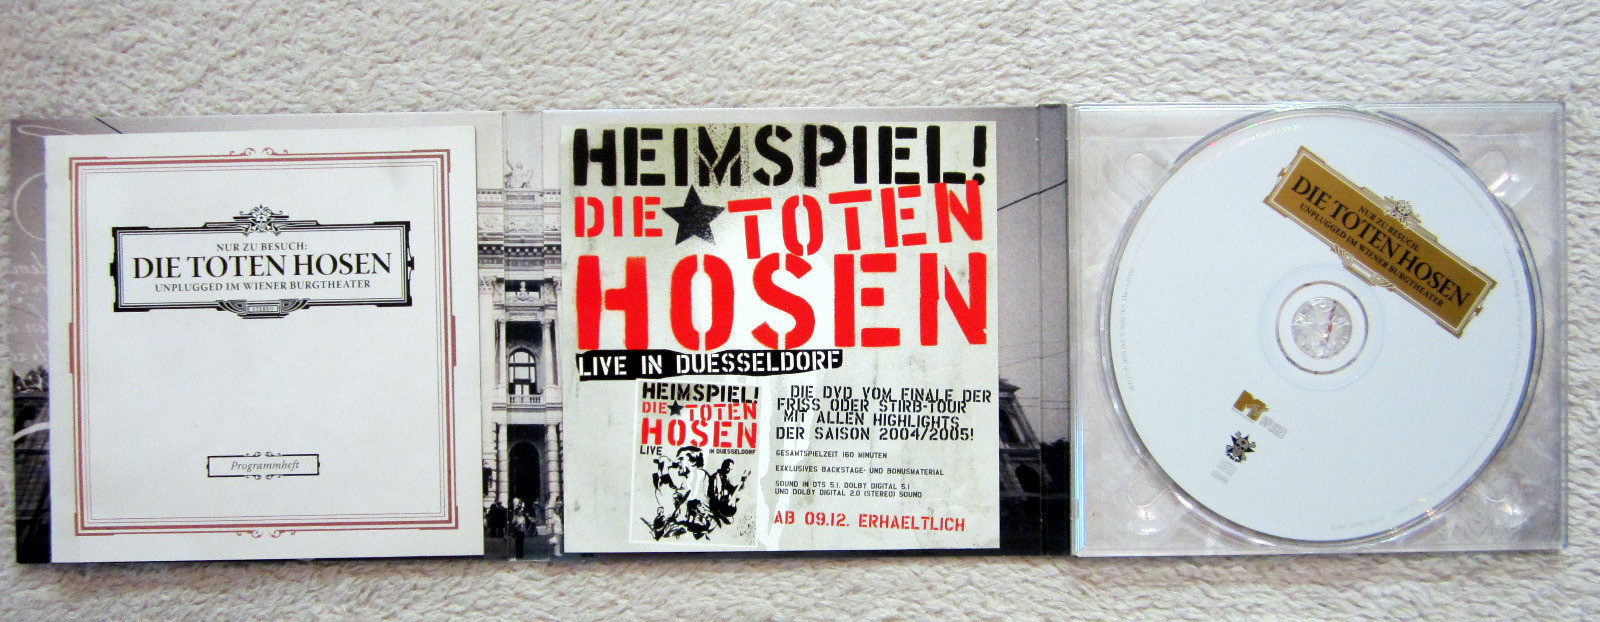 NUR ZU BESUCH:
DIE TOTEN HOSEN
UNPLUGGED IM WIENER BURGTHEATER
STEREO
Programmheft
HEIMSPIEL!
DIE TOTEN
HOSEN
LIVE IN DUESSELDORF
HEIMSPIEL!
DIE TOTEN
HOSEN
LIVE IN DUESSELDORF
DIE DVD VOM FINALE DER
FRISS ODER STIRB-TOUR
MIT ALLEN HIGHLIGHTS
DER SAISON 2004/2005!
GESAMTSPIELZEIT 160 MINUTEN
EXKLUSIVES BACKSTAGE- UND BONUSMATERIAL
SOUND IN DTS 5.1, DOLBY DIGITAL 5.1
UND DOLBY DIGITAL 2.0 (STEREO) SOUND
AB 09.12. ERHAELTLICH
NUR ZU BESUCH:
DIE TOTEN HOSEN
UNPLUGGED IM WIENER BURGTHEATER